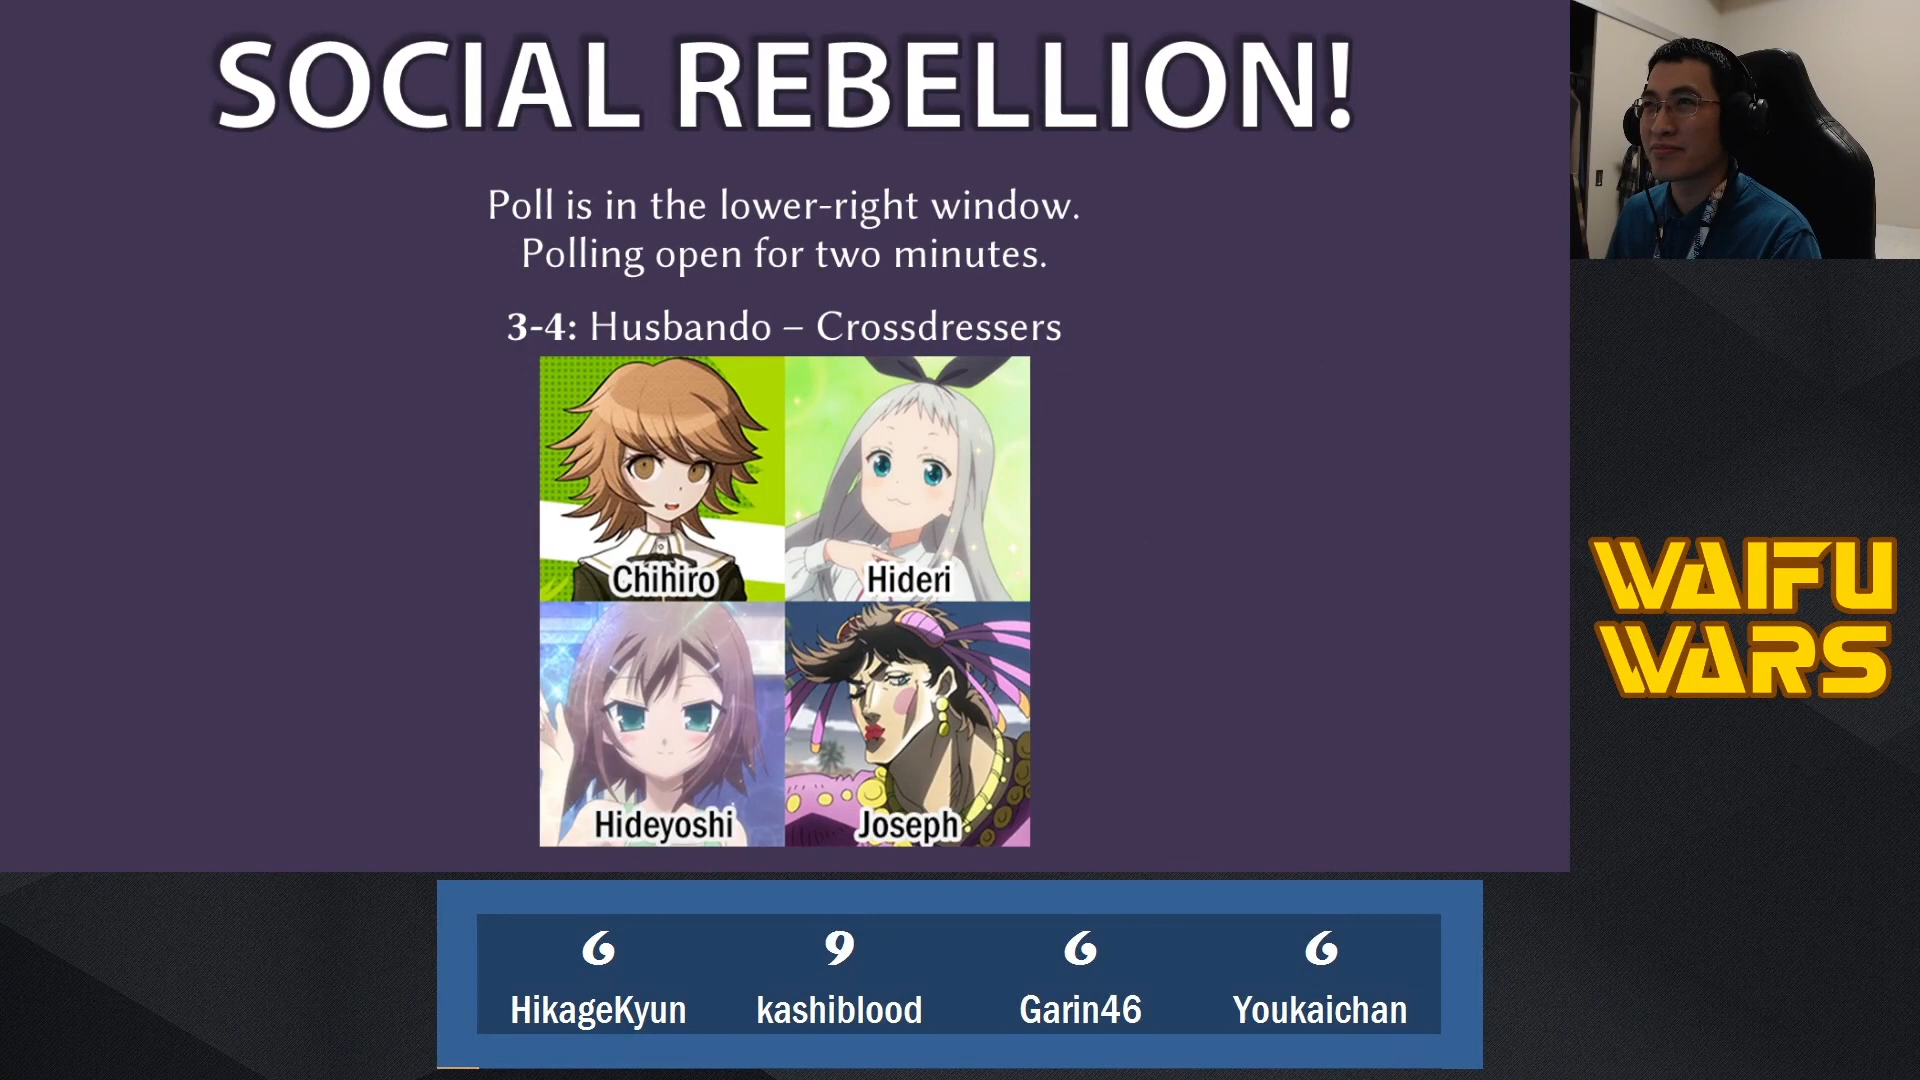 SOCIAL REBELLION!
Poll is in the lower-right window.
Polling open for two minutes.
3-4: Husbando – Crossdressers
Chihiro
Hideri
Hideyoshi
Joseph
WAIFU
WARS
6 9 6 6
HikageKyun kashiblood Garin46 Youkaichan